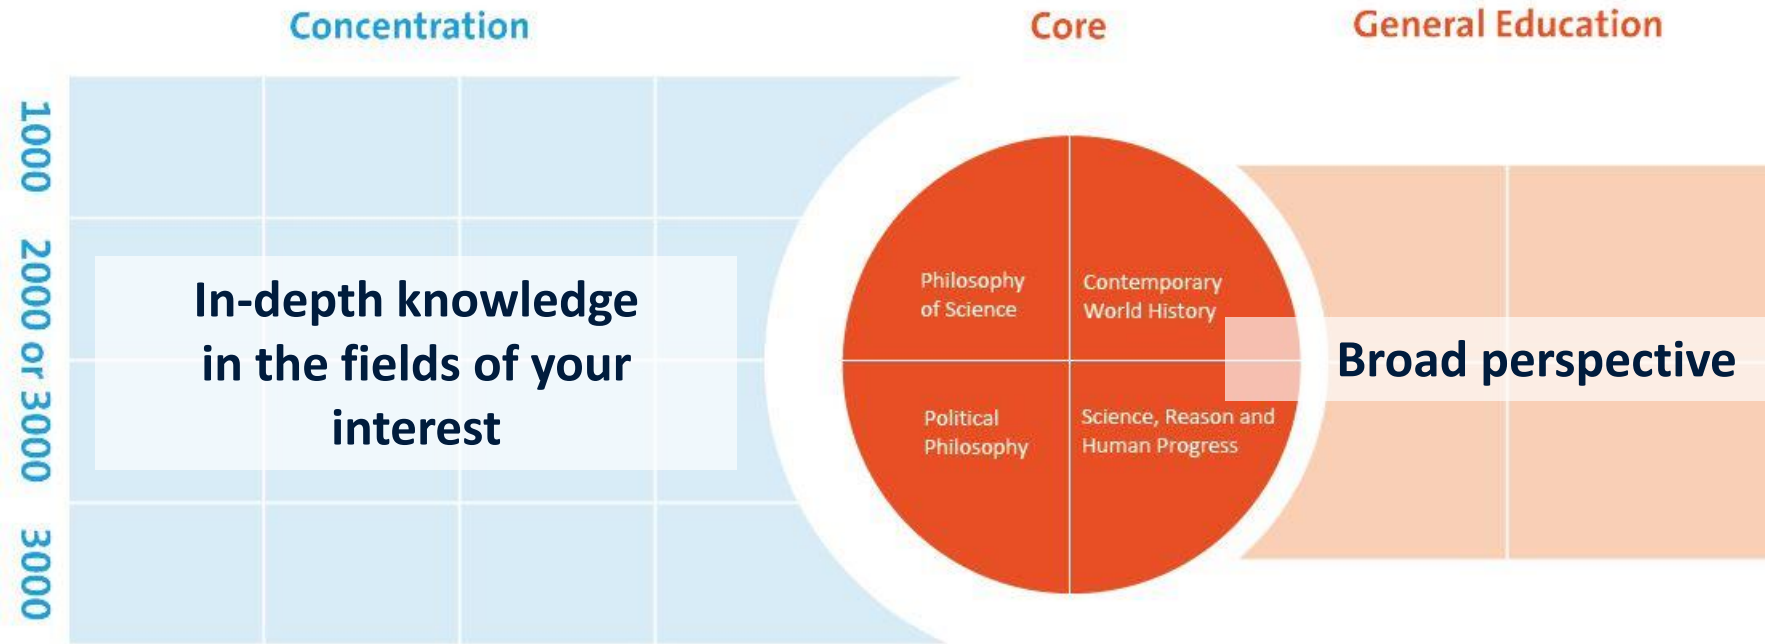 Concentration
Core
General Education
1000
2000 or 3000
3000
In-depth knowledge
in the fields of your
interest
Philosophy
of Science
Contemporary
World History
Political
Philosophy
Science, Reason and
Human Progress
Broad perspective